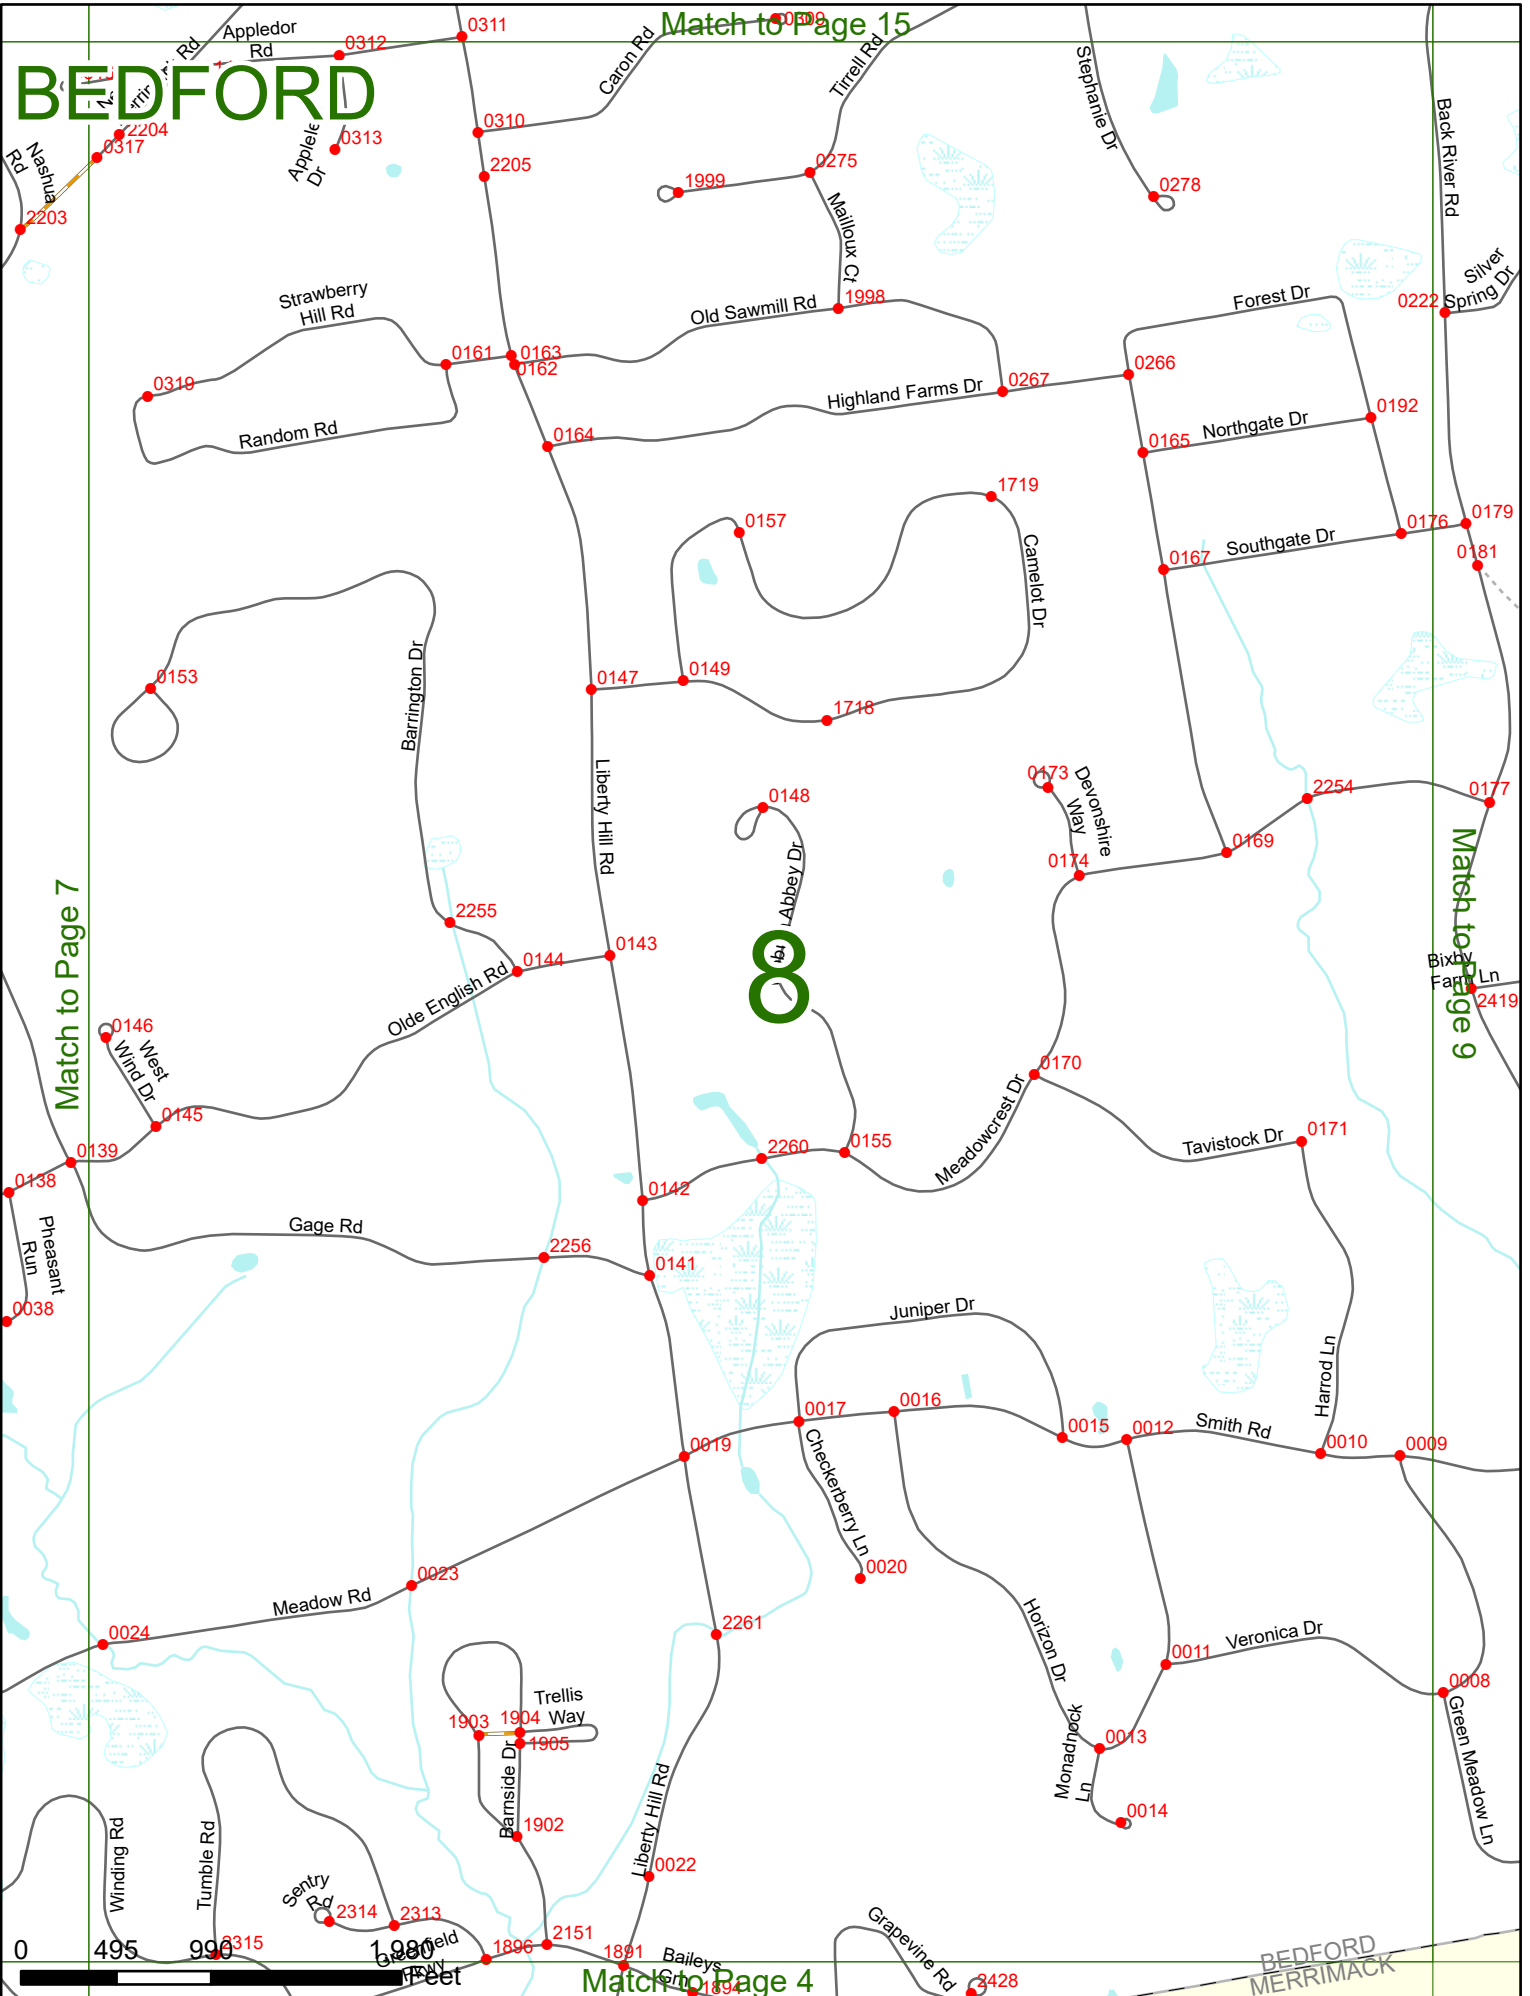 Match to Page 15
0309
0311
0312
Appledor
Rd
Rd
Caron Rd
Tirrell Rd
Stephanie Dr
Back River Rd
BEDFORD
2204
0317
0313
0310
2205
0275
1999
0278
Nashua
Rd
Dr
2203
Mailloux Ct
Silver
Spring Dr
0222
Strawberry
Hill Rd
Old Sawmill Rd
1998
Forest Dr
0161
0163
0162
0319
Highland Farms Dr
0267
0266
0192
Random Rd
0164
Northgate Dr
0165
1719
0157
0179
0176
0181
Southgate Dr
0167
Camelot Dr
0153
Barrington Dr
0147
0149
1718
Liberty Hill Rd
0148
0173
Devonshire
Way
2254
0177
0169
0174
Abbey Dr
Match to Page 7
Match to Page 9
2255
0143
0144
8
Bixby
Farm Ln
2419
Olde English Rd
0146
West
Wind Dr
0145
0170
Meadowcrest Dr
0139
0138
2260
0155
Tavistock Dr
0171
0142
Pheasant
Run
Gage Rd
2256
0141
0038
Juniper Dr
Harrod Ln
0017
0016
0015
0012
Smith Rd
0010
0009
0019
Checkerberry Ln
0020
0023
Meadow Rd
0024
2261
Horizon Dr
0011
Veronica Dr
0008
Trellis
Way
1903
1904
1905
Barnside Dr
Monadnock
Ln
0013
0014
Green Meadow Ln
1902
Liberty Hill Rd
0022
Winding Rd
Tumble Rd
Sentry
Rd
2314
2313
2315
Greenfield
Pkwy
1896
2151
1891
Baileys
Grn
1894
Grapevine Rd
2428
0 495 990 1,980
Feet
Match to Page 4
BEDFORD
MERRIMACK